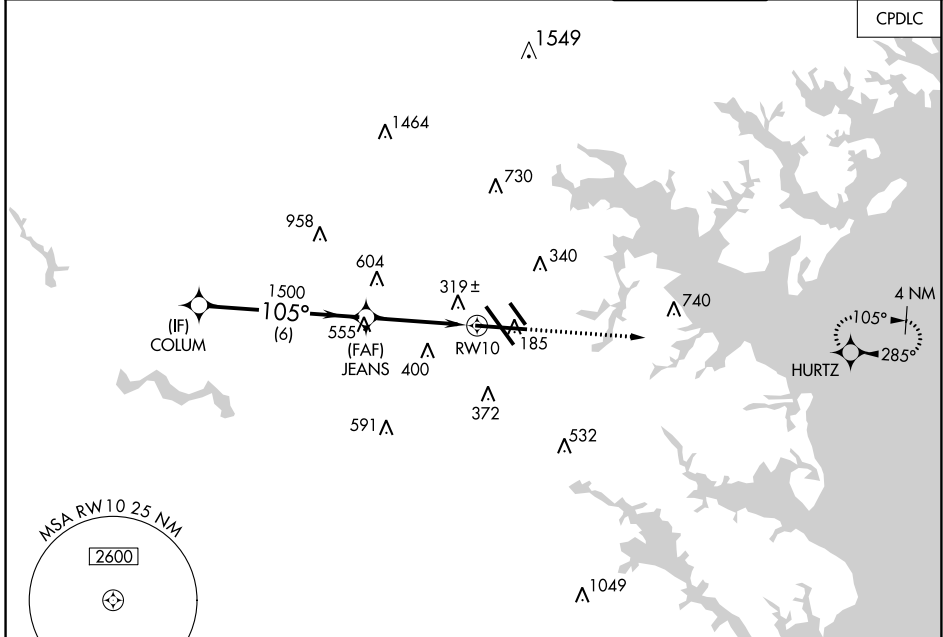 CPDLC
1549
1464
730
958
340
604
4 NM
1500
319 ±
740
105°
105°
(6)
(IF)
COLUM
555
185
RW10
285°
(FAF)
JEANS
400
HURTZ
372
591
532
MSA RW10 25 NM
2600
1049